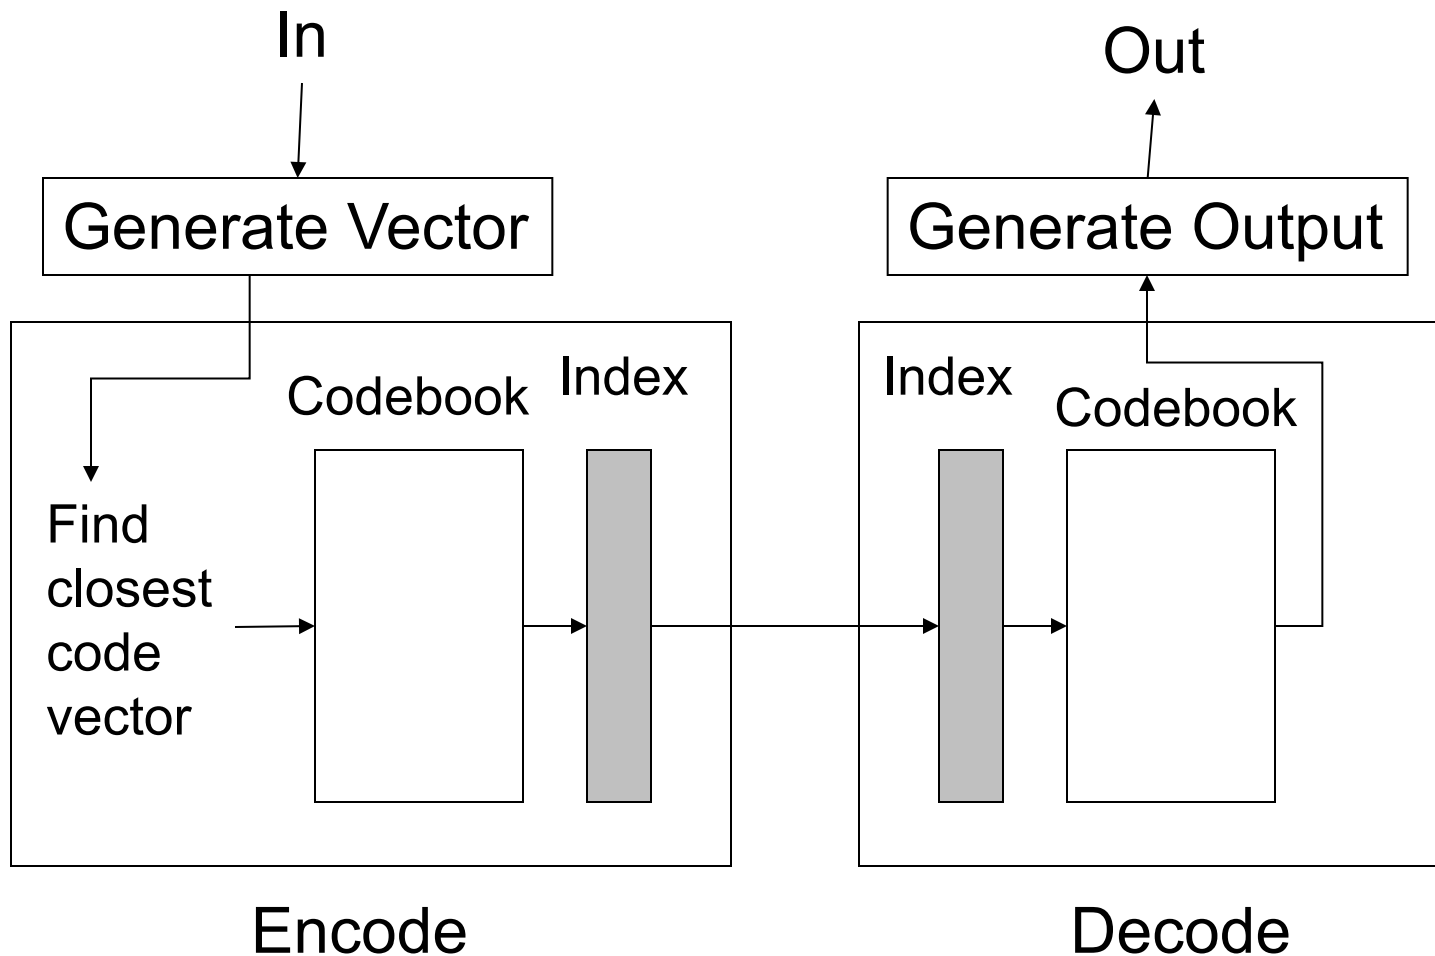 In
Out
Generate Vector
Generate Output
Codebook
Index
Index
Codebook
Find
closest
code
vector
Encode
Decode